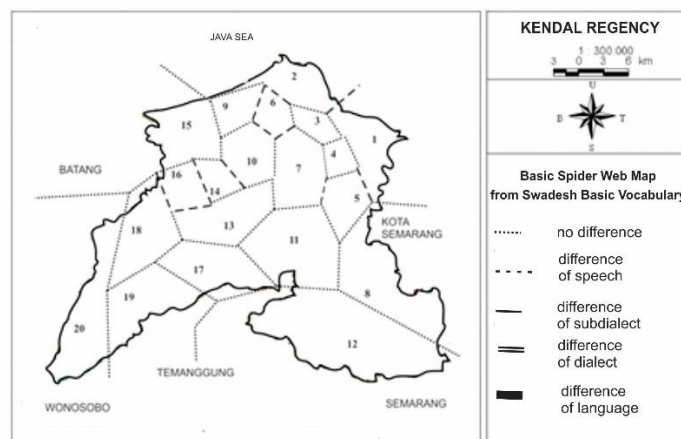 JAVA SEA
2
9
6
3
15
1
4
10
7
BATANG
16
14
5
KOTA
SEMARANG
13
18
11
17
19
8
20
12
TEMANGGUNG
WONOSOBO
SEMARANG
KENDAL REGENCY
1 : 300.000
3 0 3 6 km
U
B T
S
Basic Spider Web Map
from Swadesh Basic Vocabulary
no difference
difference
of speech
difference
of subdialect
difference
of dialect
difference
of language